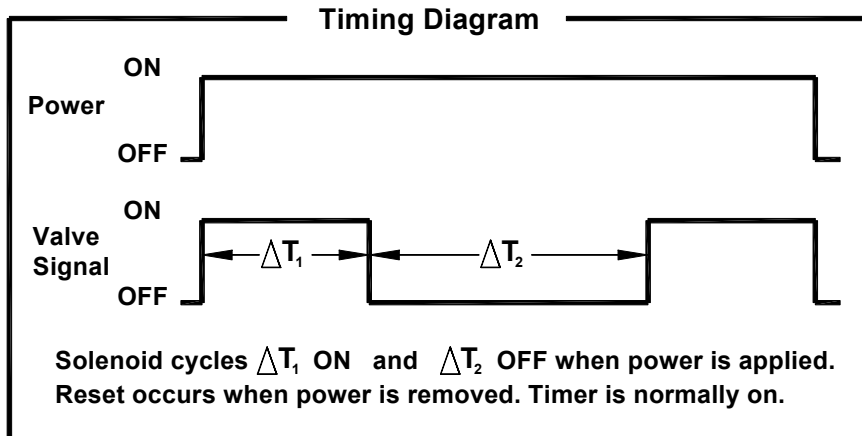 Timing Diagram
ON
Power
OFF
ON
Valve
Signal
△T₁
△T₂
OFF
Solenoid cycles △T₁ ON and △T₂ OFF when power is applied.
Reset occurs when power is removed. Timer is normally on.